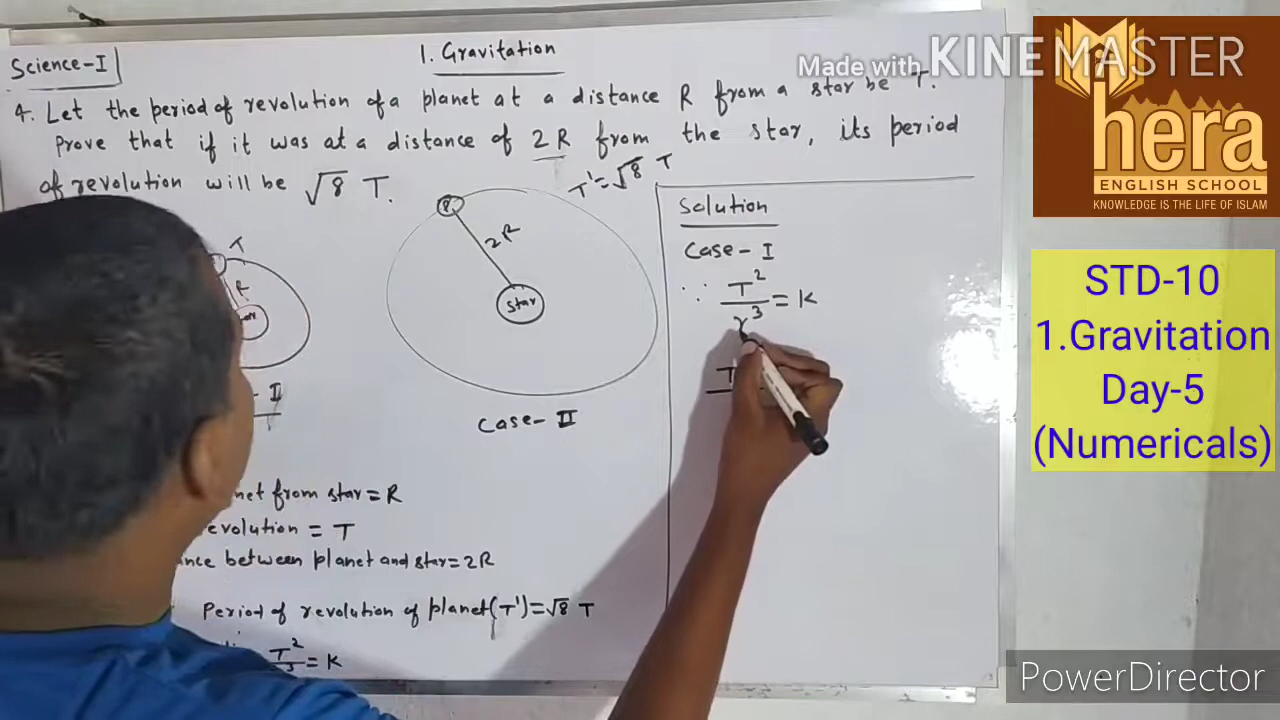 Science-I
1. Gravitation
4. Let the period of revolution of a planet at a distance R from a star be T.
Prove that if it was at a distance of 2R from the star, its period
of revolution will be √8 T.
T' = √8 T
T
R
2R
star
Case- II
Solution
Case- I
∵ T²/r³ = K
T
net from star = R
evolution = T
nce between planet and star = 2R
Period of revolution of planet (T') = √8 T
T²/ 3 = K
Made with KINEMASTER
hera
ENGLISH SCHOOL
KNOWLEDGE IS THE LIFE OF ISLAM
STD-10
1.Gravitation
Day-5
(Numericals)
PowerDirector